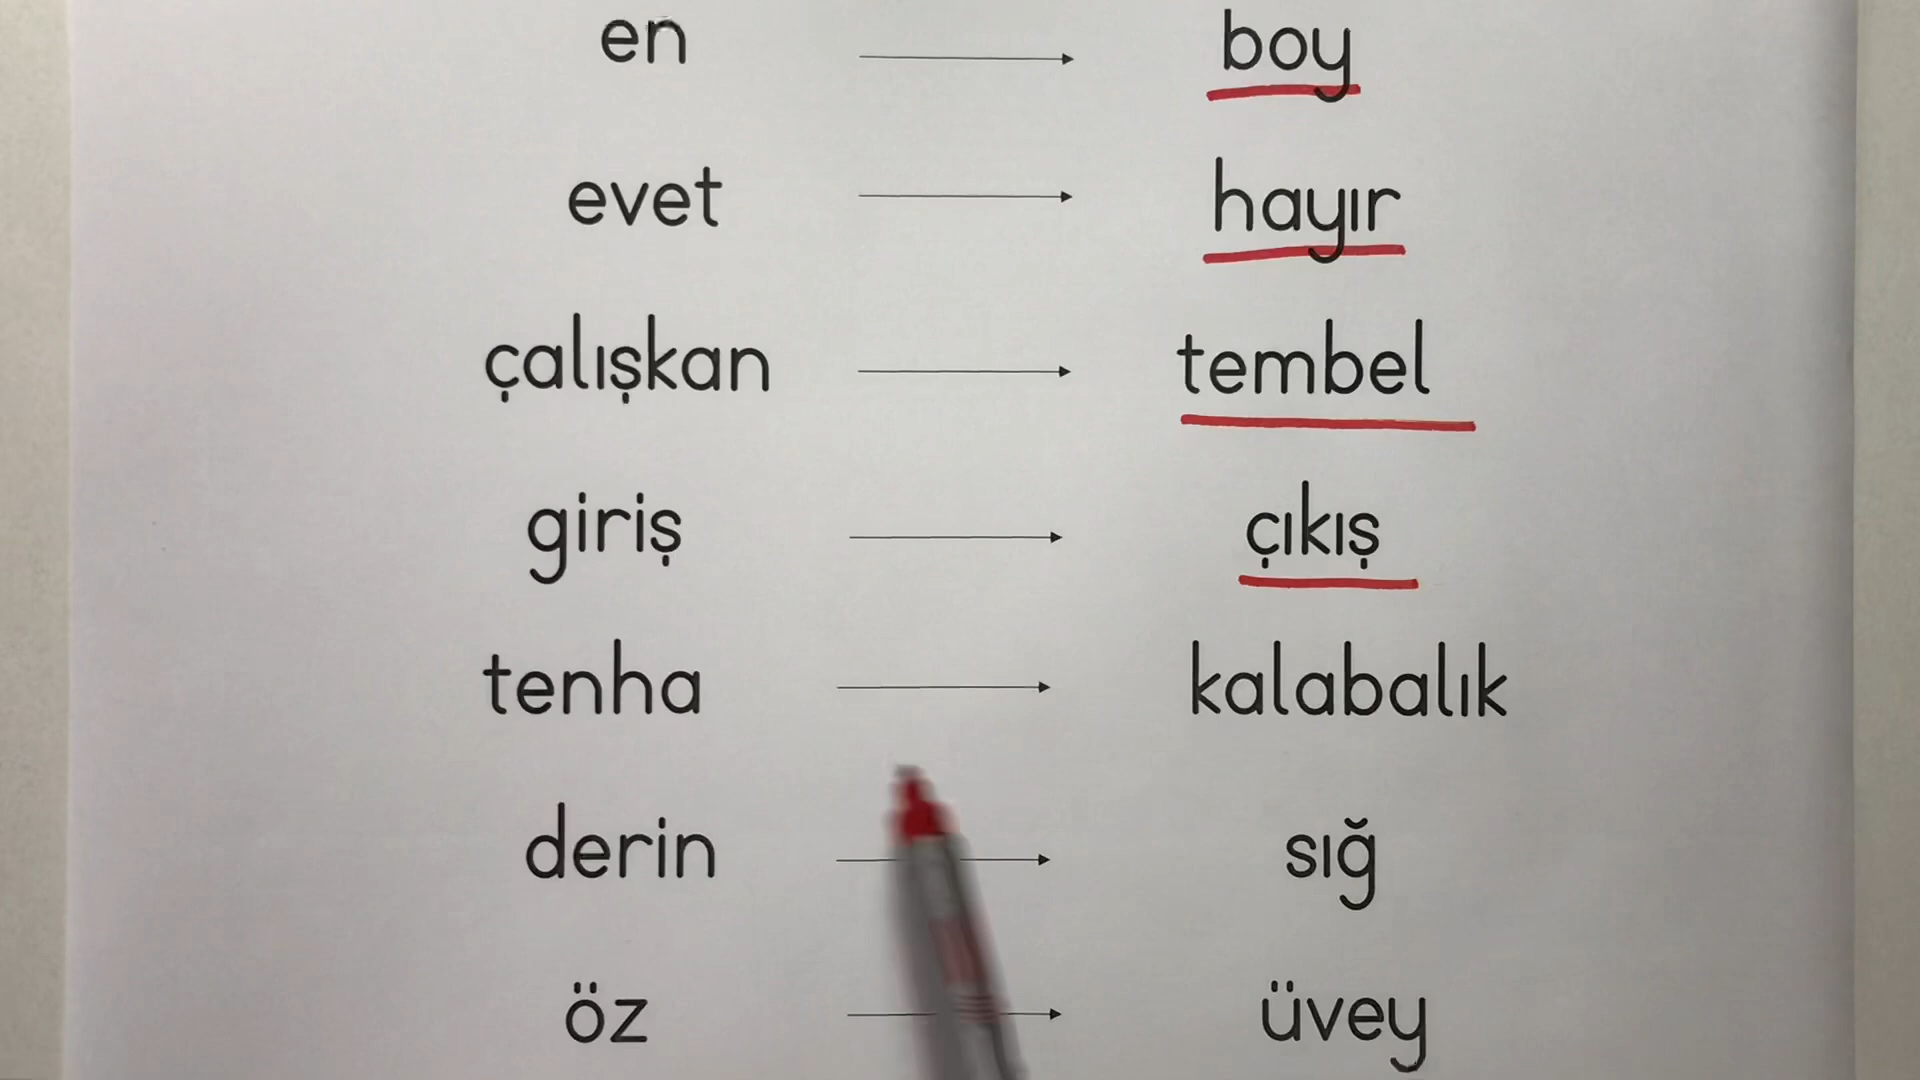 en boy
evet hayır
çalışkan tembel
giriş çıkış
tenha kalabalık
derin sığ
öz üvey